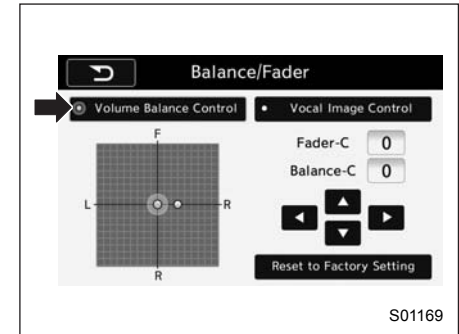 Balance/Fader
Volume Balance Control
Vocal Image Control
F
L
R
R
Fader-C 0
Balance-C 0
Reset to Factory Setting
S01169